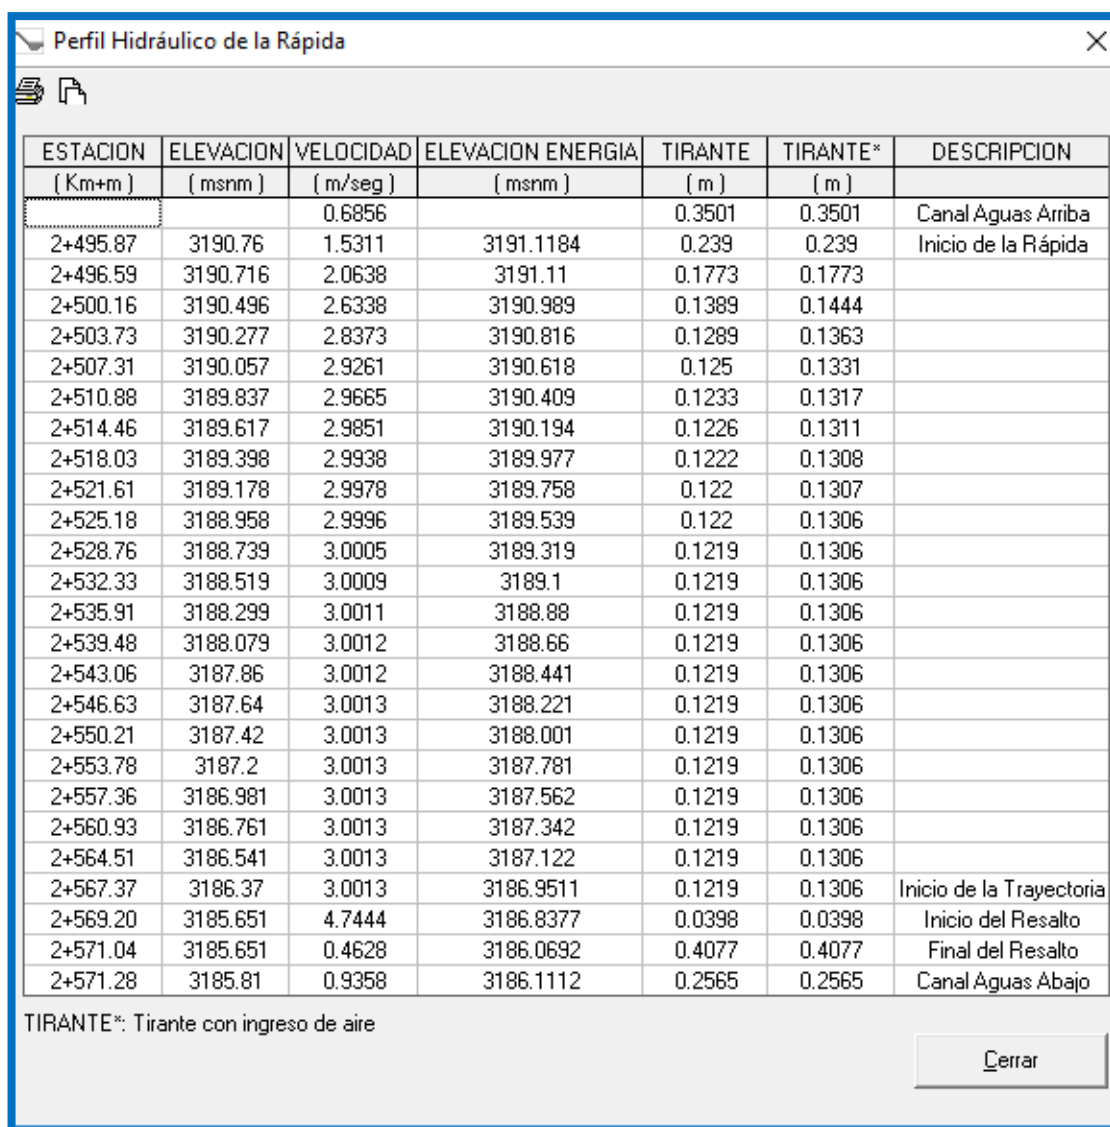 Perfil Hidráulico de la Rápida
ESTACION ELEVACION VELOCIDAD ELEVACION ENERGIA TIRANTE TIRANTE* DESCRIPCION
( Km+m ) ( msnm ) ( m/seg ) ( msnm ) ( m ) ( m )
0.6856 0.3501 0.3501 Canal Aguas Arriba
2+495.87 3190.76 1.5311 3191.1184 0.239 0.239 Inicio de la Rápida
2+496.59 3190.716 2.0638 3191.11 0.1773 0.1773
2+500.16 3190.496 2.6338 3190.989 0.1389 0.1444
2+503.73 3190.277 2.8373 3190.816 0.1289 0.1363
2+507.31 3190.057 2.9261 3190.618 0.125 0.1331
2+510.88 3189.837 2.9665 3190.409 0.1233 0.1317
2+514.46 3189.617 2.9851 3190.194 0.1226 0.1311
2+518.03 3189.398 2.9938 3189.977 0.1222 0.1308
2+521.61 3189.178 2.9978 3189.758 0.122 0.1307
2+525.18 3188.958 2.9996 3189.539 0.122 0.1306
2+528.76 3188.739 3.0005 3189.319 0.1219 0.1306
2+532.33 3188.519 3.0009 3189.1 0.1219 0.1306
2+535.91 3188.299 3.0011 3188.88 0.1219 0.1306
2+539.48 3188.079 3.0012 3188.66 0.1219 0.1306
2+543.06 3187.86 3.0012 3188.441 0.1219 0.1306
2+546.63 3187.64 3.0013 3188.221 0.1219 0.1306
2+550.21 3187.42 3.0013 3188.001 0.1219 0.1306
2+553.78 3187.2 3.0013 3187.781 0.1219 0.1306
2+557.36 3186.981 3.0013 3187.562 0.1219 0.1306
2+560.93 3186.761 3.0013 3187.342 0.1219 0.1306
2+564.51 3186.541 3.0013 3187.122 0.1219 0.1306
2+567.37 3186.37 3.0013 3186.9511 0.1219 0.1306 Inicio de la Trayectoria
2+569.20 3185.651 4.7444 3186.8377 0.0398 0.0398 Inicio del Resalto
2+571.04 3185.651 0.4628 3186.0692 0.4077 0.4077 Final del Resalto
2+571.28 3185.81 0.9358 3186.1112 0.2565 0.2565 Canal Aguas Abajo
TIRANTE*: Tirante con ingreso de aire
Cerrar